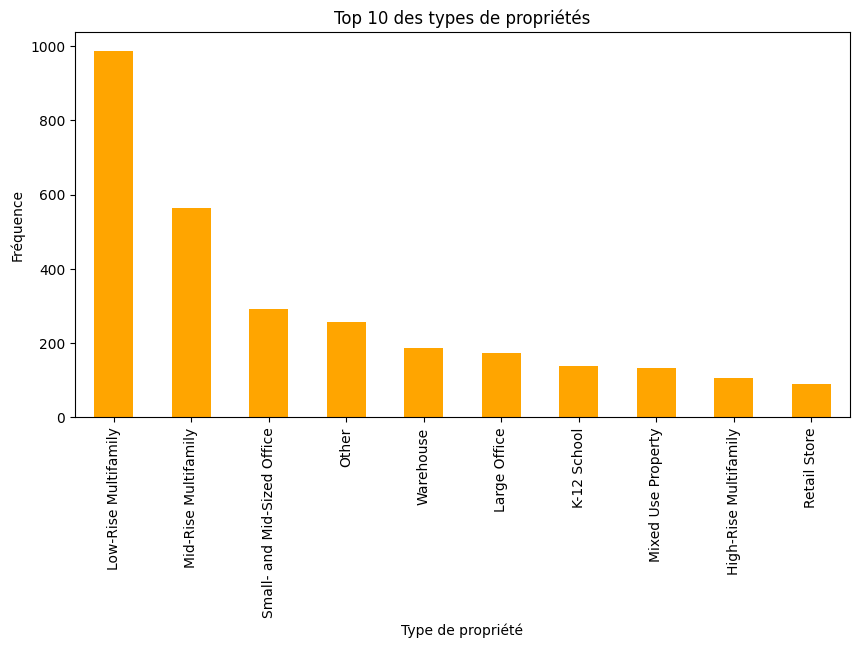 Top 10 des types de propriétés
Fréquence
1000
800
600
400
200
0
Low-Rise Multifamily
Mid-Rise Multifamily
Small- and Mid-Sized Office
Other
Warehouse
Large Office
K-12 School
Mixed Use Property
High-Rise Multifamily
Retail Store
Type de propriété